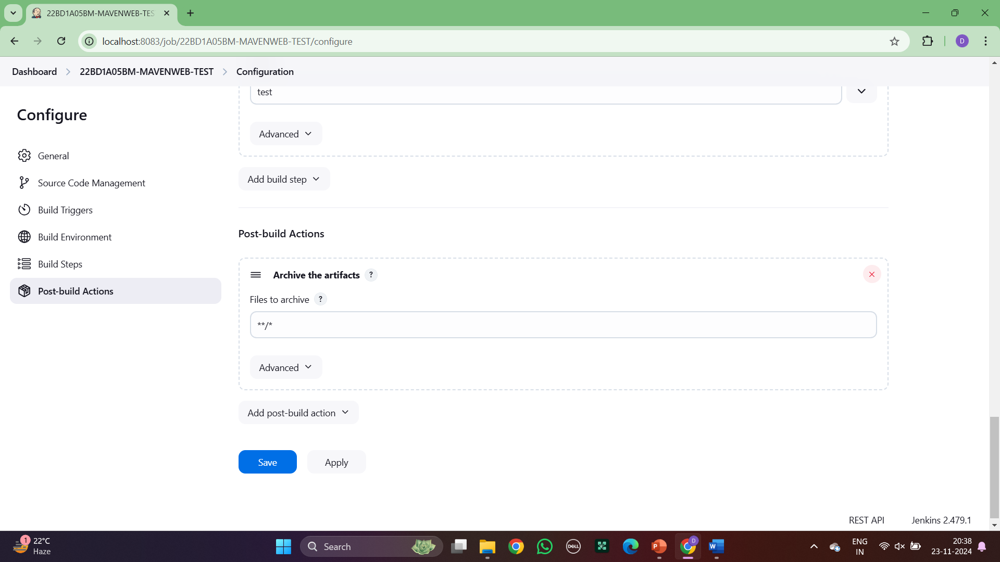 22BD1A05BM-MAVENWEB-TES
localhost:8083/job/22BD1A05BM-MAVENWEB-TEST/configure
D
Dashboard
22BD1A05BM-MAVENWEB-TEST
Configuration
Configure
General
Source Code Management
Build Triggers
Build Environment
Build Steps
Post-build Actions
test
Advanced
Add build step
Post-build Actions
Archive the artifacts ?
Files to archive ?
**/*
Advanced
Add post-build action
Save
Apply
REST API
Jenkins 2.479.1
1
22°C
Haze
Search
DELL
P
D
W
ENG
IN
20:38
23-11-2024